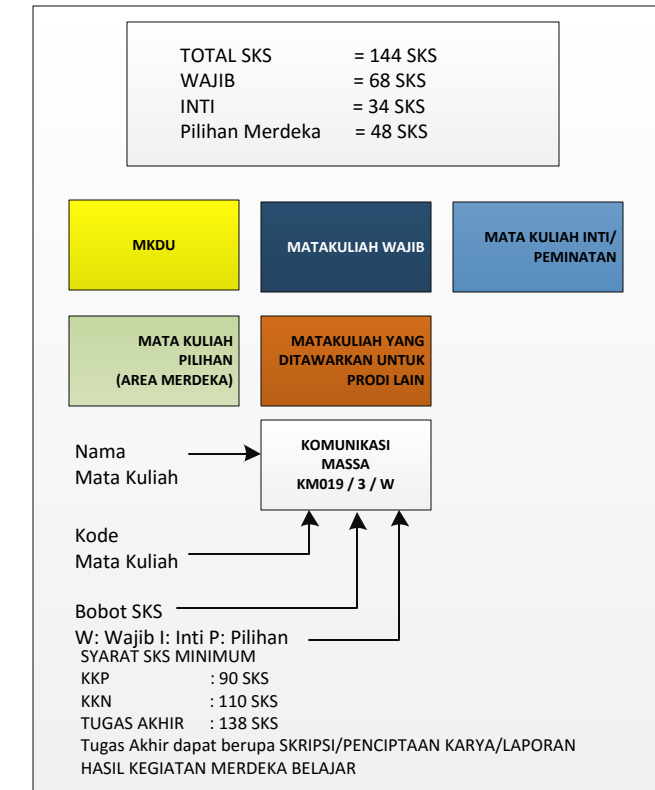 TOTAL SKS = 144 SKS
WAJIB = 68 SKS
INTI = 34 SKS
Pilihan Merdeka = 48 SKS
MKDU
MATAKULIAH WAJIB
MATA KULIAH INTI/
PEMINATAN
MATA KULIAH
PILIHAN
(AREA MERDEKA)
MATAKULIAH YANG
DITAWARKAN UNTUK
PRODI LAIN
Nama
Mata Kuliah
KOMUNIKASI
MASSA
KM019 / 3 / W
Kode
Mata Kuliah
Bobot SKS
W: Wajib I: Inti P: Pilihan
SYARAT SKS MINIMUM
KKP : 90 SKS
KKN : 110 SKS
TUGAS AKHIR : 138 SKS
Tugas Akhir dapat berupa SKRIPSI/PENCIPTAAN KARYA/LAPORAN
HASIL KEGIATAN MERDEKA BELAJAR